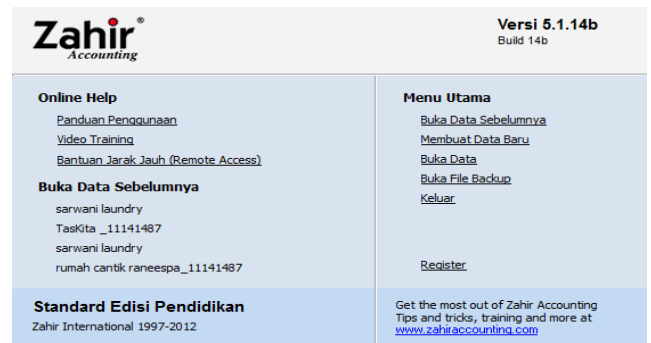 Zahir®
Accounting
Versi 5.1.14b
Build 14b
Online Help
Panduan Penggunaan
Video Training
Bantuan Jarak Jauh (Remote Access)
Buka Data Sebelumnya
sarwani laundry
TasKita _11141487
sarwani laundry
rumah cantik raneespa_11141487
Menu Utama
Buka Data Sebelumnya
Membuat Data Baru
Buka Data
Buka File Backup
Keluar
Register
Standard Edisi Pendidikan
Zahir International 1997-2012
Get the most out of Zahir Accounting
Tips and tricks, training and more at
www.zahiraccounting.com